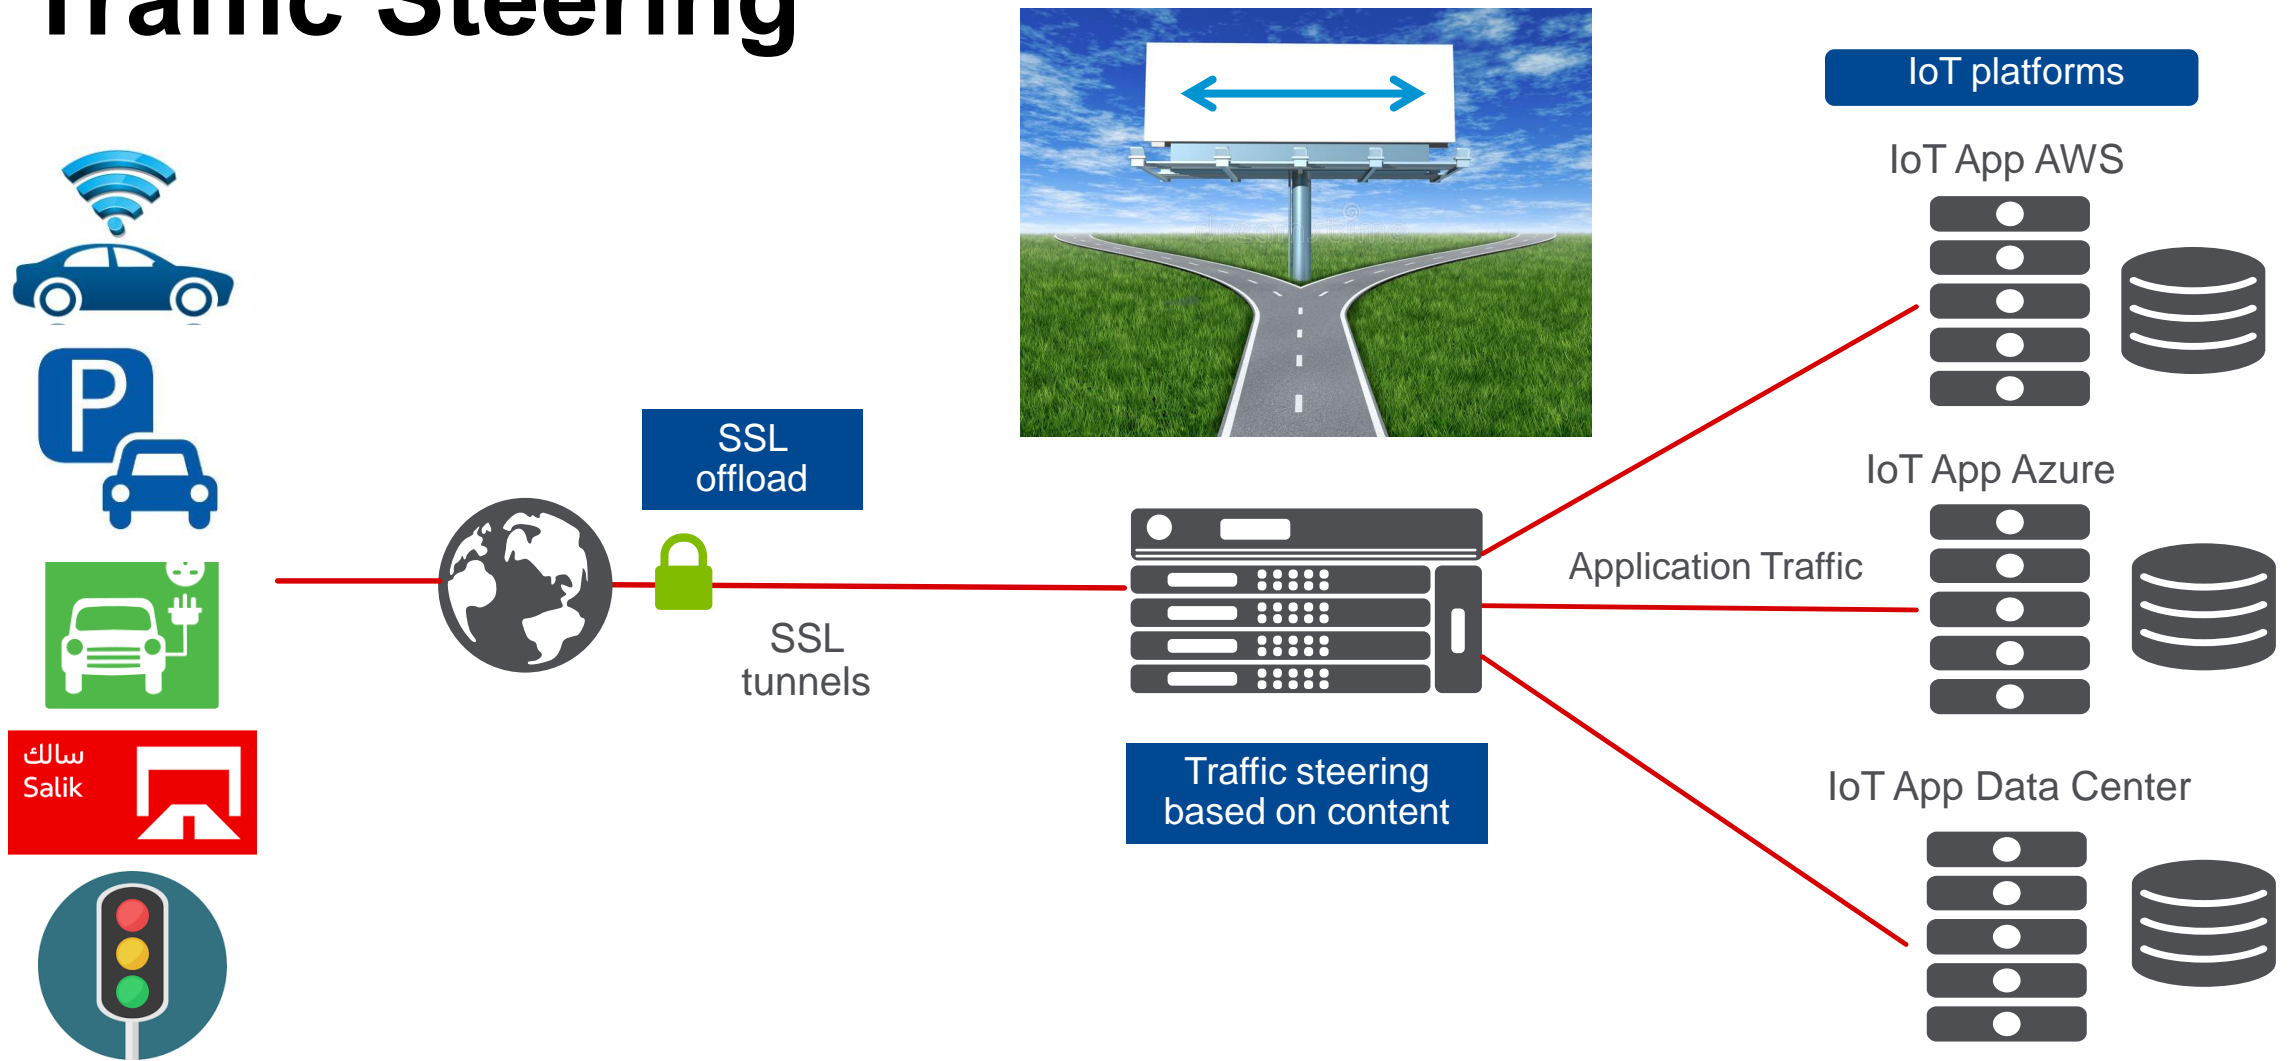 Traffic Steering
IoT platforms
IoT App AWS
P
SSL
offload
IoT App Azure
Application Traffic
SSL
tunnels
سالك
Salik
Traffic steering
based on content
IoT App Data Center